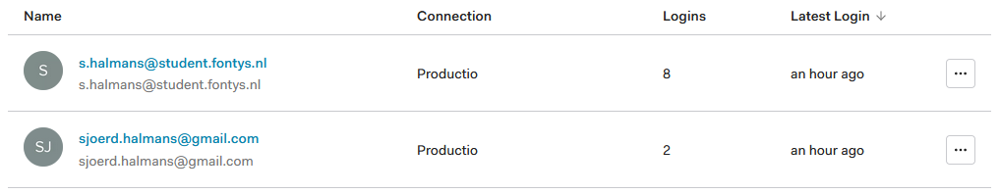 Name Connection Logins Latest Login ↓
S s.halmans@student.fontys.nl
s.halmans@student.fontys.nl Productio 8 an hour ago ...
SJ sjoerd.halmans@gmail.com
sjoerd.halmans@gmail.com Productio 2 an hour ago ...